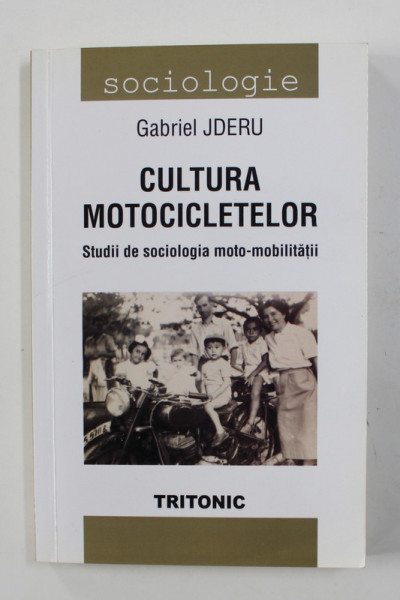 sociologie
Gabriel JDERU
CULTURA
MOTOCICLETELOR
Studii de sociologia moto-mobilității
TRITONIC